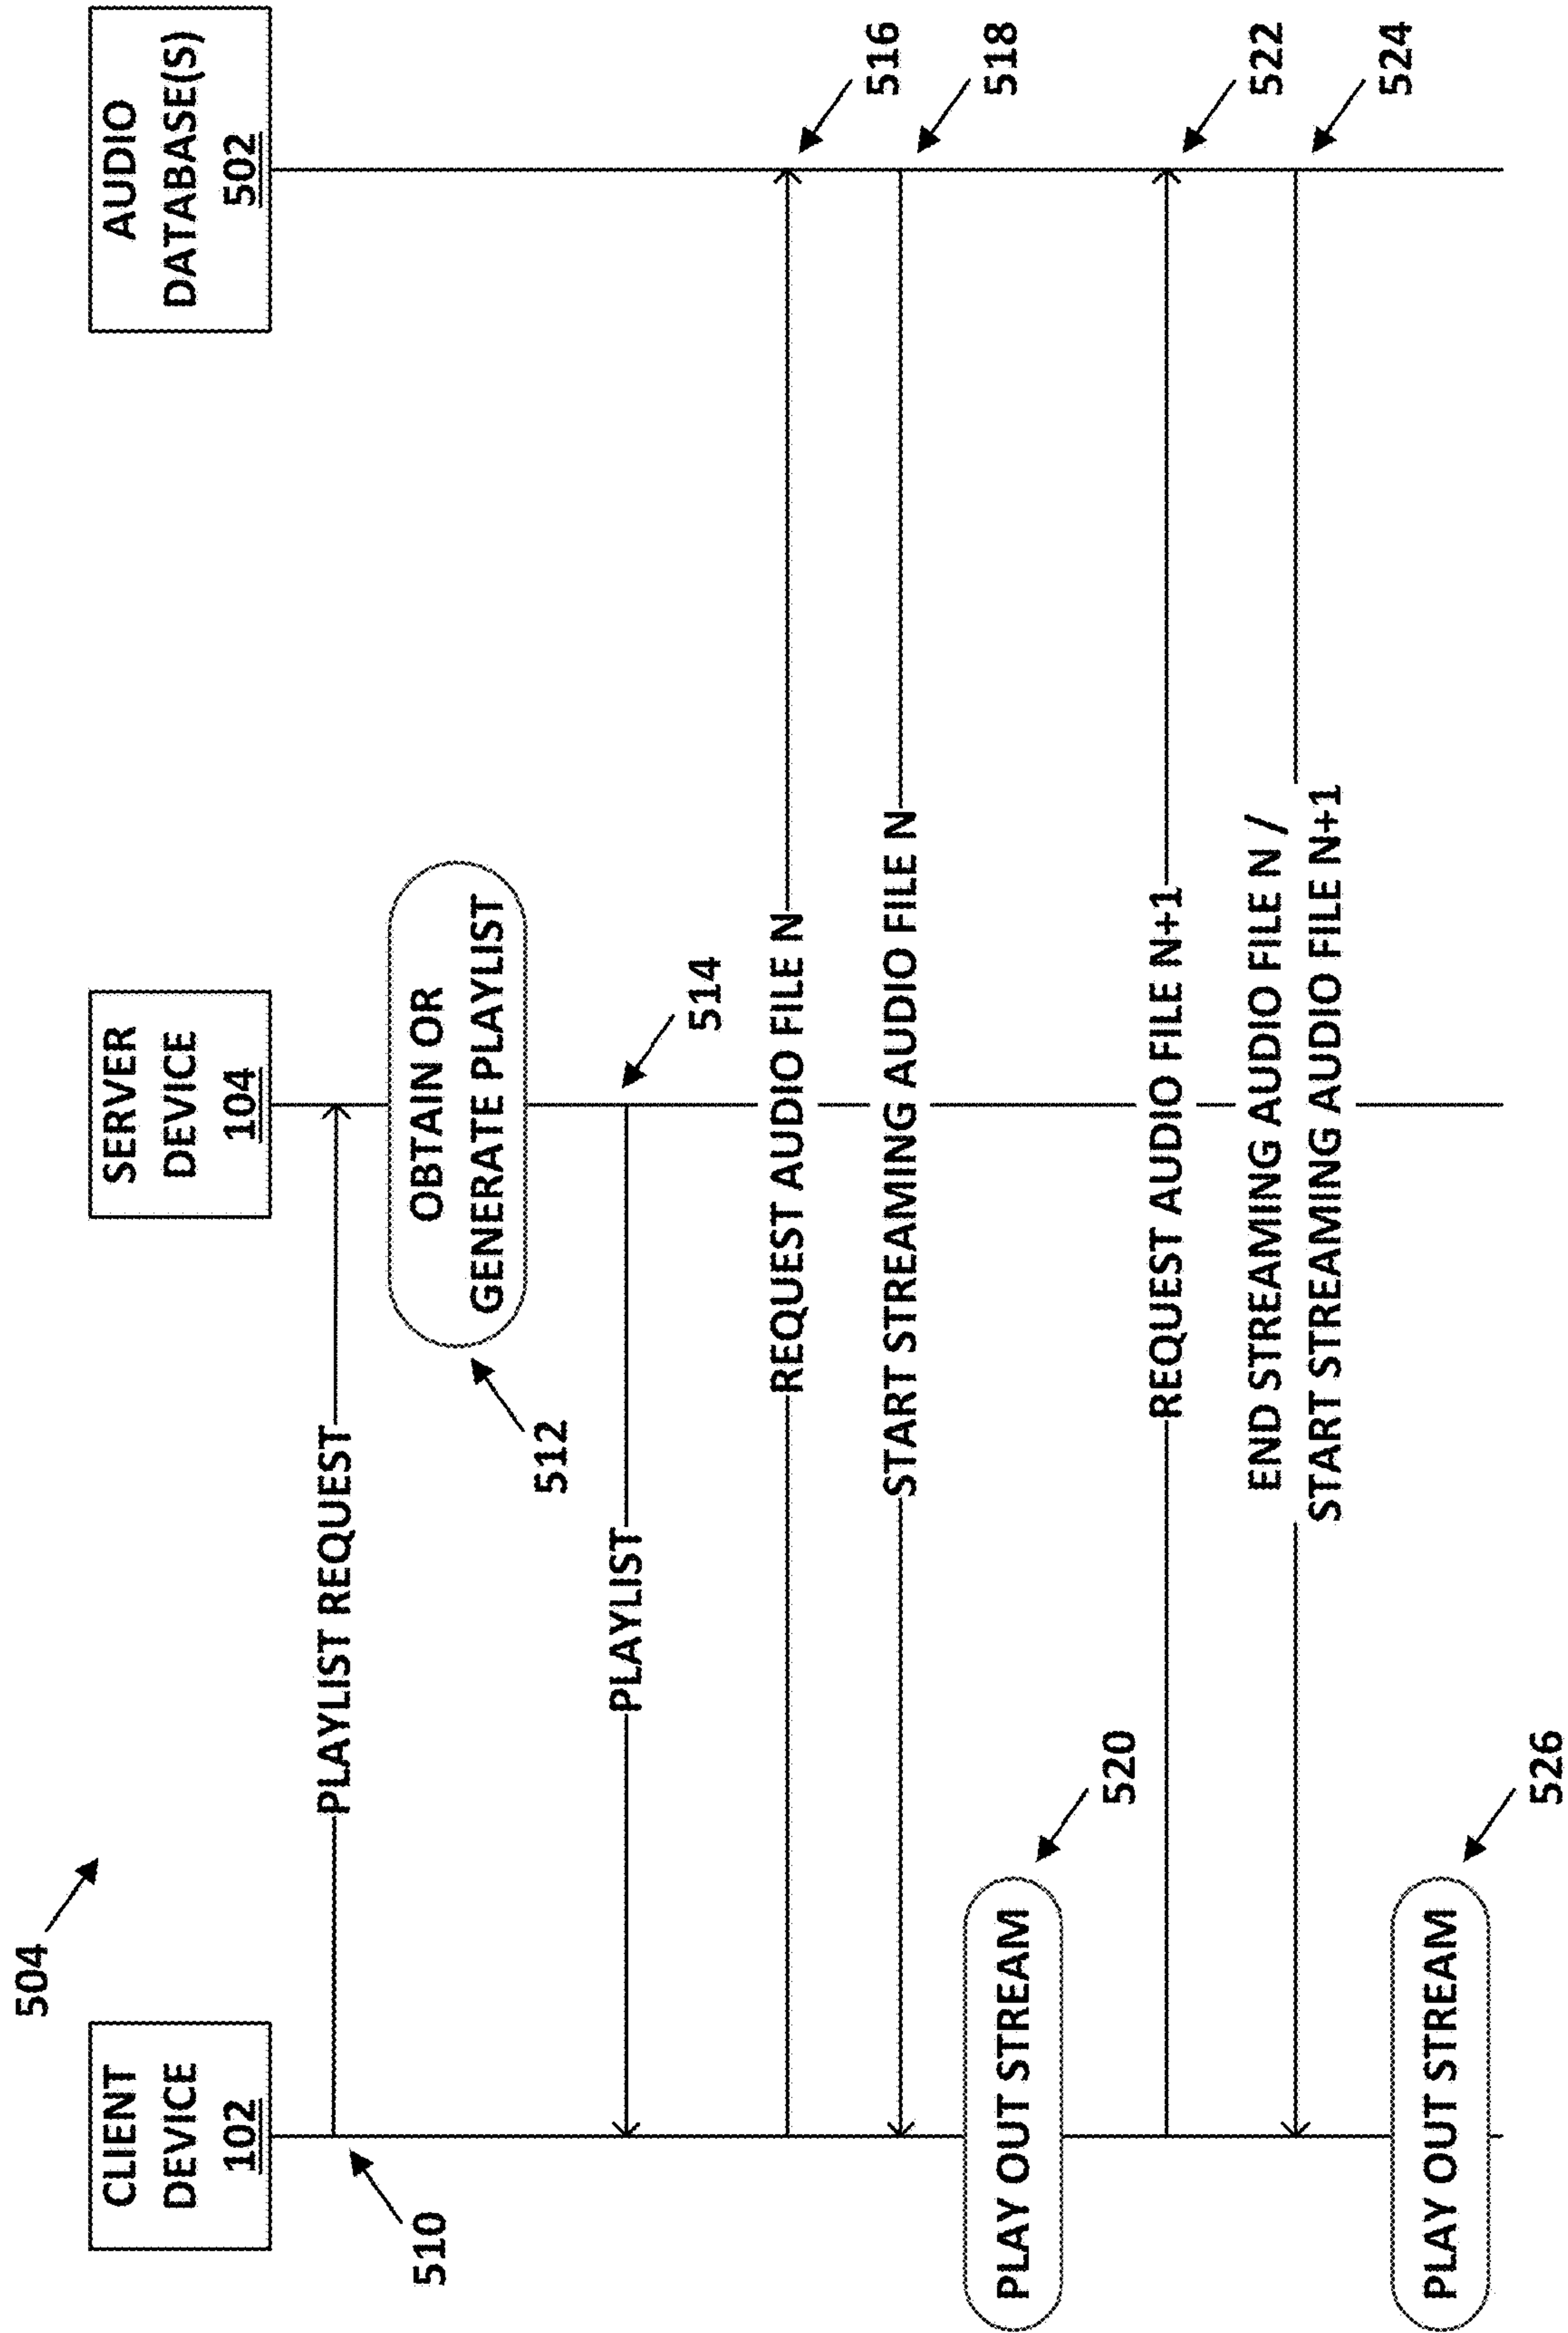 504
CLIENT
DEVICE
102
SERVER
DEVICE
104
AUDIO
DATABASE(S)
502
510
PLAYLIST REQUEST
OBTAIN OR
GENERATE PLAYLIST
512
PLAYLIST
514
REQUEST AUDIO FILE N
516
START STREAMING AUDIO FILE N
518
PLAY OUT STREAM
520
REQUEST AUDIO FILE N+1
522
END STREAMING AUDIO FILE N /
START STREAMING AUDIO FILE N+1
524
PLAY OUT STREAM
526